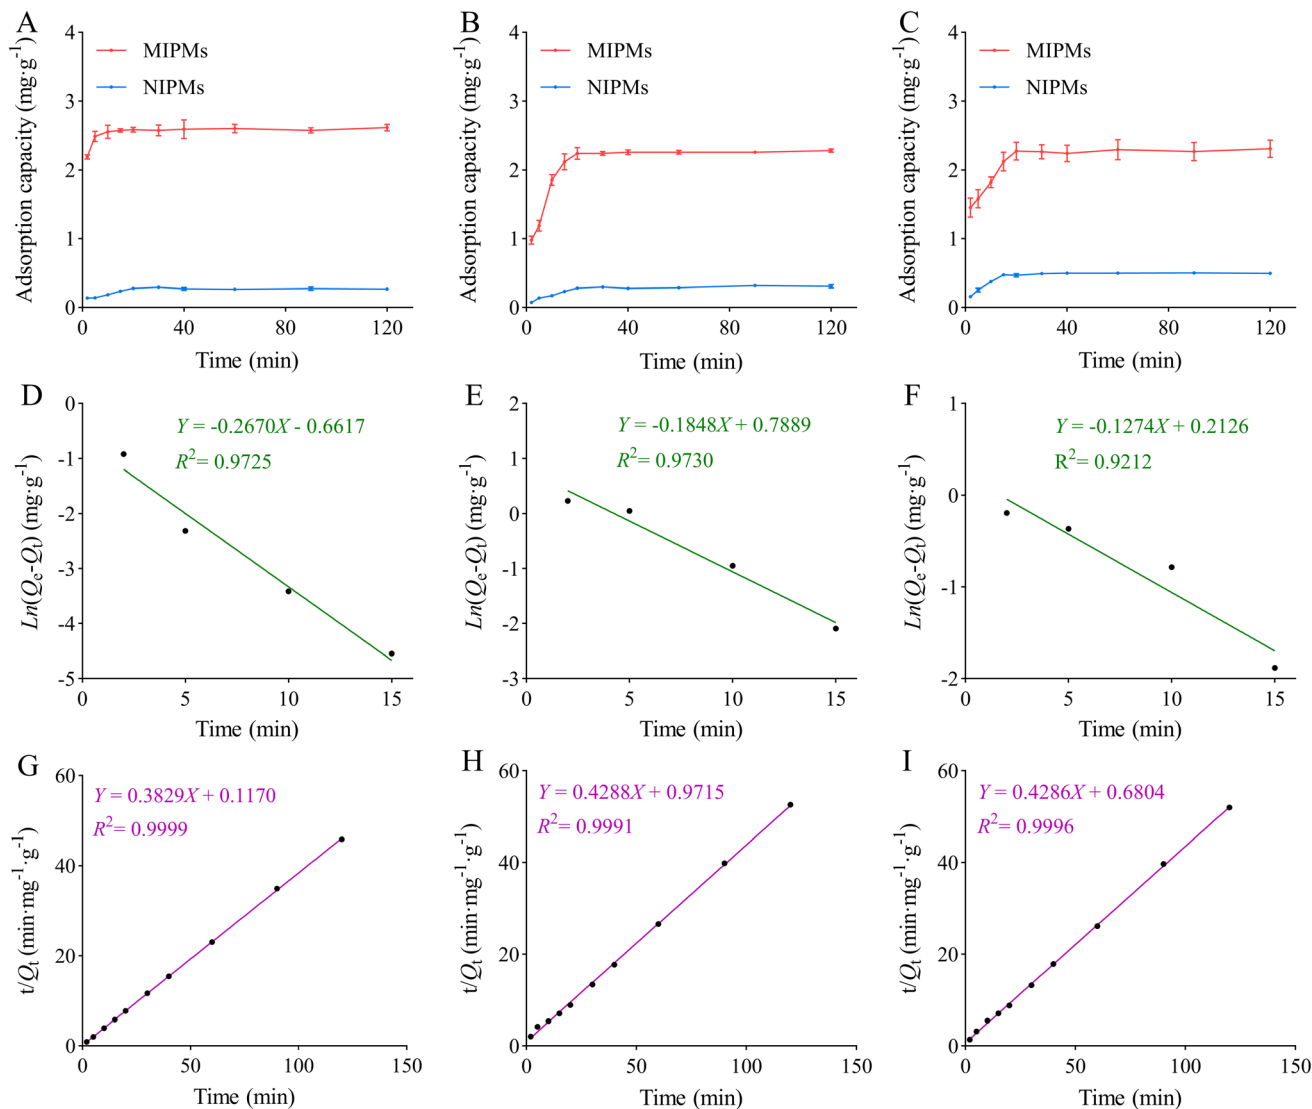 A
Adsorption capacity (mg·g-1)
4
3
2
1
0
MIPMs
NIPMs
0 40 80 120
Time (min)
B
Adsorption capacity (mg·g-1)
4
3
2
1
0
MIPMs
NIPMs
0 40 80 120
Time (min)
C
Adsorption capacity (mg·g-1)
4
3
2
1
0
MIPMs
NIPMs
0 40 80 120
Time (min)
D
Ln(Qe-Qt) (mg·g-1)
0
-1
-2
-3
-4
-5
Y = -0.2670X - 0.6617
R2= 0.9725
0 5 10 15
Time (min)
E
Ln(Qe-Qt) (mg·g-1)
2
1
0
-1
-2
-3
Y = -0.1848X + 0.7889
R2= 0.9730
0 5 10 15
Time (min)
F
Ln(Qe-Qt) (mg·g-1)
1
0
-1
-2
Y = -0.1274X + 0.2126
R2= 0.9212
0 5 10 15
Time (min)
G
t/Qt (min·mg-1·g-1)
60
40
20
0
Y = 0.3829X + 0.1170
R2= 0.9999
0 50 100 150
Time (min)
H
t/Qt (min·mg-1·g-1)
60
40
20
0
Y = 0.4288X + 0.9715
R2= 0.9991
0 50 100 150
Time (min)
I
t/Qt (min·mg-1·g-1)
60
40
20
0
Y = 0.4286X + 0.6804
R2= 0.9996
0 50 100 150
Time (min)